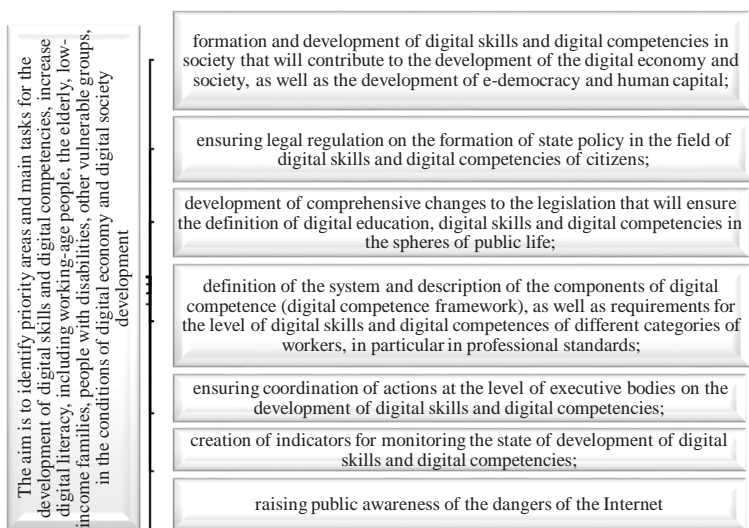 The aim is to identify priority areas and main tasks for the
development of digital skills and digital competencies, increase
digital literacy, including working-age people, the elderly, low-
income families, people with disabilities, other vulnerable groups,
in the conditions of digital economy and digital society
development
formation and development of digital skills and digital competencies in
society that will contribute to the development of the digital economy and
society, as well as the development of e-democracy and human capital;
ensuring legal regulation on the formation of state policy in the field of
digital skills and digital competencies of citizens;
development of comprehensive changes to the legislation that will ensure
the definition of digital education, digital skills and digital competencies in
the spheres of public life;
definition of the system and description of the components of digital
competence (digital competence framework), as well as requirements for
the level of digital skills and digital competences of different categories of
workers, in particular in professional standards;
ensuring coordination of actions at the level of executive bodies on the
development of digital skills and digital competencies;
creation of indicators for monitoring the state of development of digital
skills and digital competencies;
raising public awareness of the dangers of the Internet